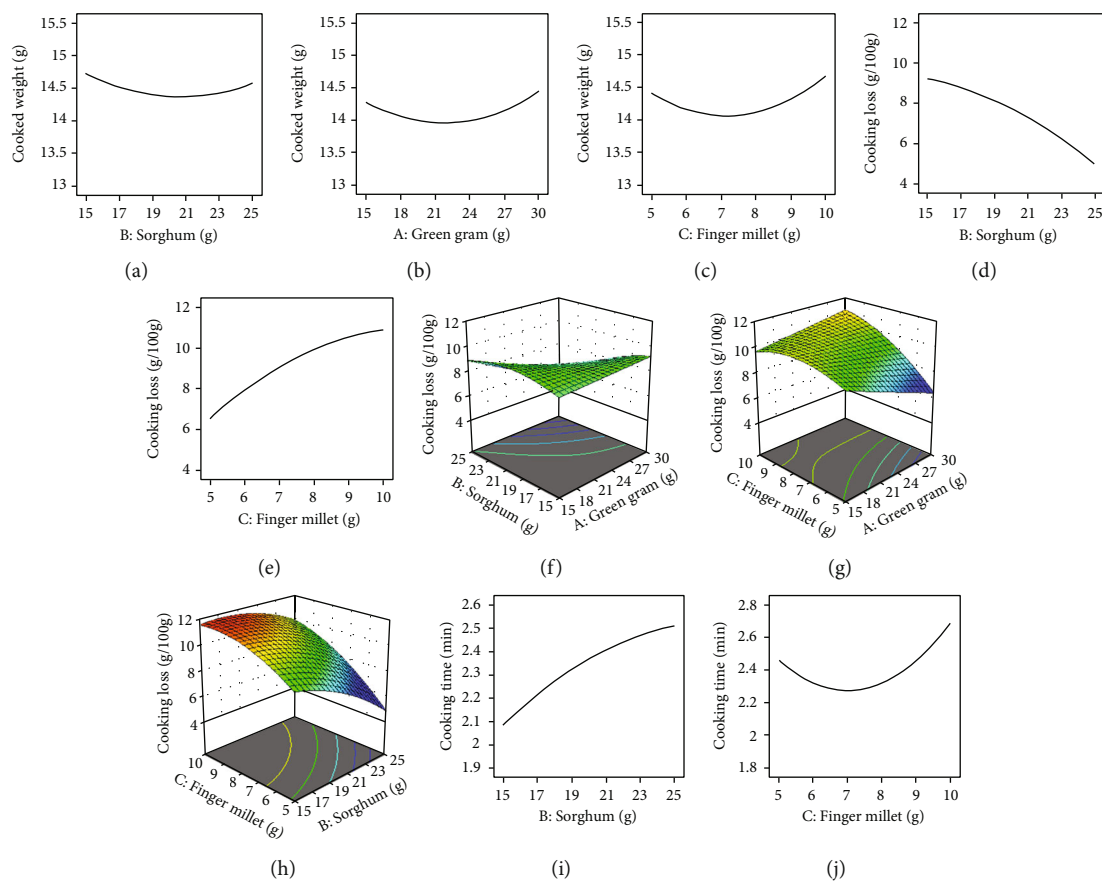 Cooked weight (g)
15.5
15
14.5
14
13.5
13
15 17 19 21 23 25
B: Sorghum (g)
(a)
Cooked weight (g)
15.5
15
14.5
14
13.5
13
15 18 21 24 27 30
A: Green gram (g)
(b)
Cooked weight (g)
15.5
15
14.5
14
13.5
13
5 6 7 8 9 10
C: Finger millet (g)
(c)
Cooking loss (g/100g)
12
10
8
6
4
15 17 19 21 23 25
B: Sorghum (g)
(d)
Cooking loss (g/100g)
12
10
8
6
4
5 6 7 8 9 10
C: Finger millet (g)
(e)
Cooking loss (g/100g)
12
10
8
6
4
25 23 21 19 17 15
B: Sorghum (g)
15 18 21 24 27 30
A: Green gram (g)
(f)
Cooking loss (g/100g)
12
10
8
6
4
10 9 8 7 6 5
C: Finger millet (g)
15 18 21 24 27 30
A: Green gram (g)
(g)
Cooking loss (g/100g)
12
10
8
6
4
10 9 8 7 6 5
C: Finger millet (g)
15 17 19 21 23 25
B: Sorghum (g)
(h)
Cooking time (min)
2.6
2.5
2.4
2.3
2.2
2.1
2
1.9
15 17 19 21 23 25
B: Sorghum (g)
(i)
Cooking time (min)
2.8
2.6
2.4
2.2
2
1.8
5 6 7 8 9 10
C: Finger millet (g)
(j)